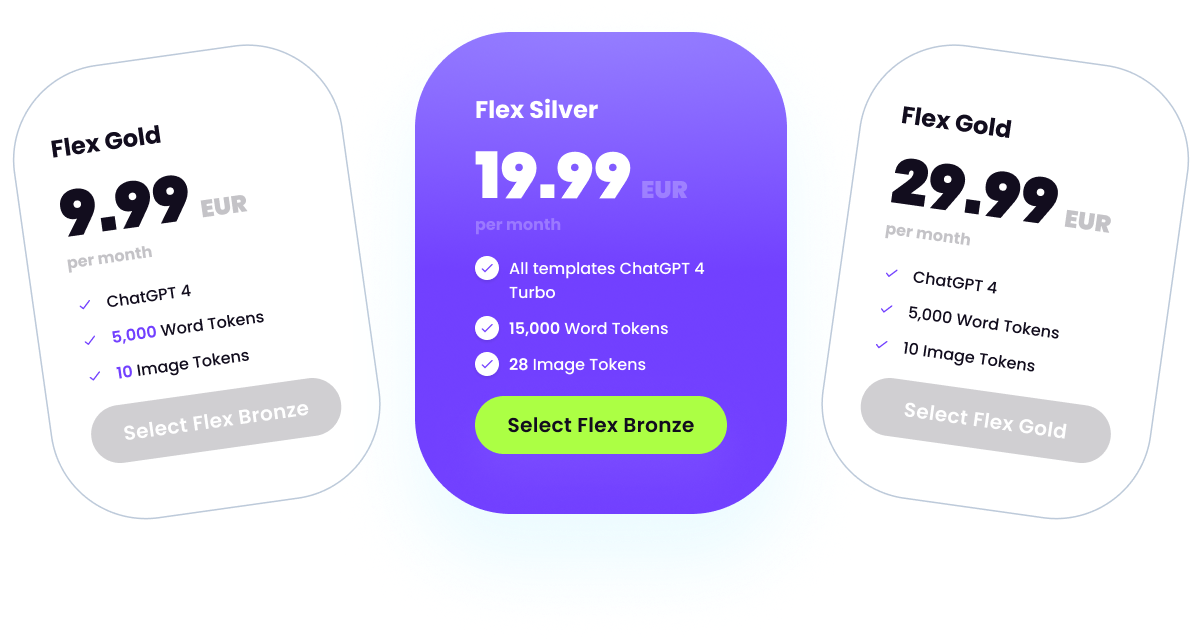 Flex Gold
9.99 EUR
per month
ChatGPT 4
5,000 Word Tokens
10 Image Tokens
Select Flex Bronze
Flex Silver
19.99 EUR
per month
All templates ChatGPT 4
Turbo
15,000 Word Tokens
28 Image Tokens
Select Flex Bronze
Flex Gold
29.99 EUR
per month
ChatGPT 4
5,000 Word Tokens
10 Image Tokens
Select Flex Gold